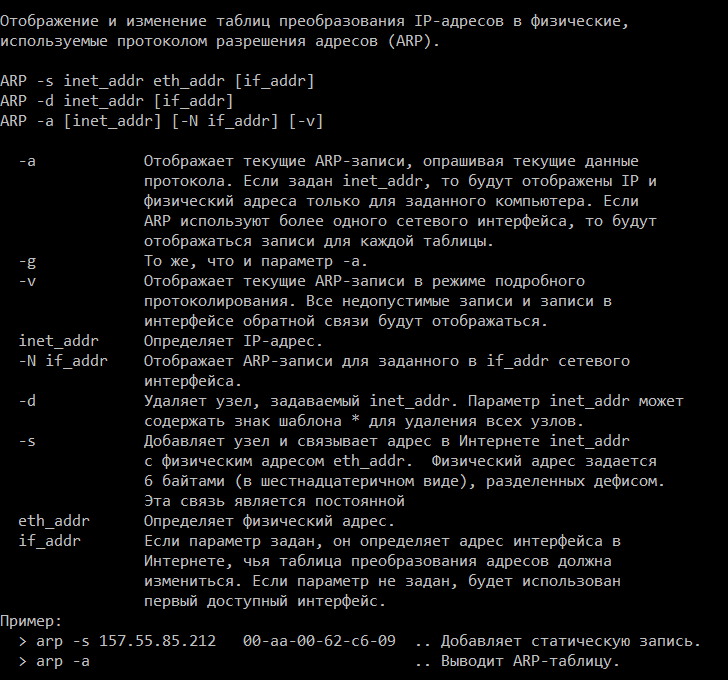 Отображение и изменение таблиц преобразования IP-адресов в физические,
используемые протоколом разрешения адресов (ARP).

ARP -s inet_addr eth_addr [if_addr]
ARP -d inet_addr [if_addr]
ARP -a [inet_addr] [-N if_addr] [-v]

  -a            Отображает текущие ARP-записи, опрашивая текущие данные
                протокола. Если задан inet_addr, то будут отображены IP и
                физический адреса только для заданного компьютера. Если
                ARP используют более одного сетевого интерфейса, то будут
                отображаться записи для каждой таблицы.
  -g            То же, что и параметр -a.
  -v            Отображает текущие ARP-записи в режиме подробного
                протоколирования. Все недопустимые записи и записи в
                интерфейсе обратной связи будут отображаться.
  inet_addr     Определяет IP-адрес.
  -N if_addr    Отображает ARP-записи для заданного в if_addr сетевого
                интерфейса.
  -d            Удаляет узел, задаваемый inet_addr. Параметр inet_addr может
                содержать знак шаблона * для удаления всех узлов.
  -s            Добавляет узел и связывает адрес в Интернете inet_addr
                с физическим адресом eth_addr.  Физический адрес задается
                6 байтами (в шестнадцатеричном виде), разделенных дефисом.
                Эта связь является постоянной
  eth_addr      Определяет физический адрес.
  if_addr       Если параметр задан, он определяет адрес интерфейса в
                Интернете, чья таблица преобразования адресов должна
                измениться. Если параметр не задан, будет использован
                первый доступный интерфейс.
Пример:
  > arp -s 157.55.85.212   00-aa-00-62-c6-09  .. Добавляет статическую запись.
  > arp -a                                    .. Выводит ARP-таблицу.